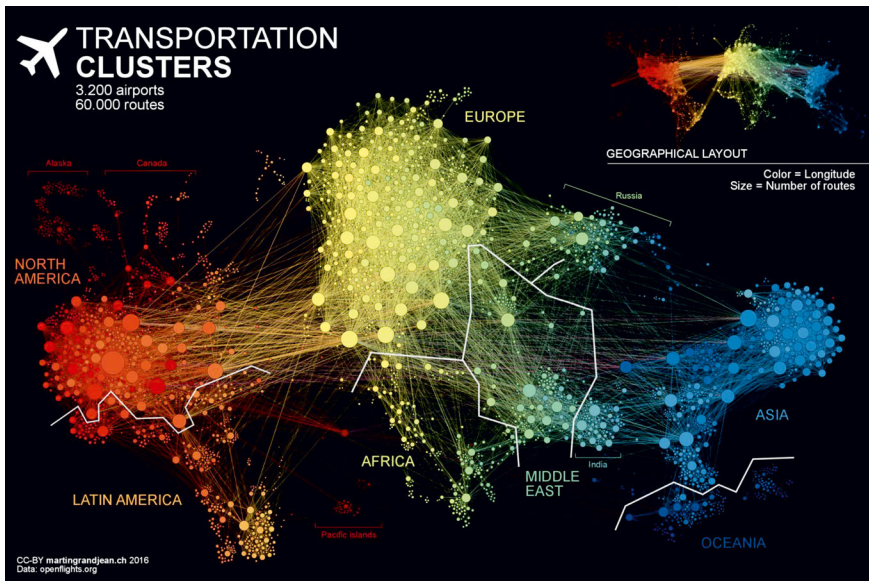 TRANSPORTATION
CLUSTERS
3.200 airports
60.000 routes
EUROPE
GEOGRAPHICAL LAYOUT
Color = Longitude
Size = Number of routes
Alaska
Canada
Russia
NORTH
AMERICA
ASIA
AFRICA
MIDDLE
EAST
India
LATIN AMERICA
Pacific islands
OCEANIA
CC-BY martingrandjean.ch 2016
Data: openflights.org